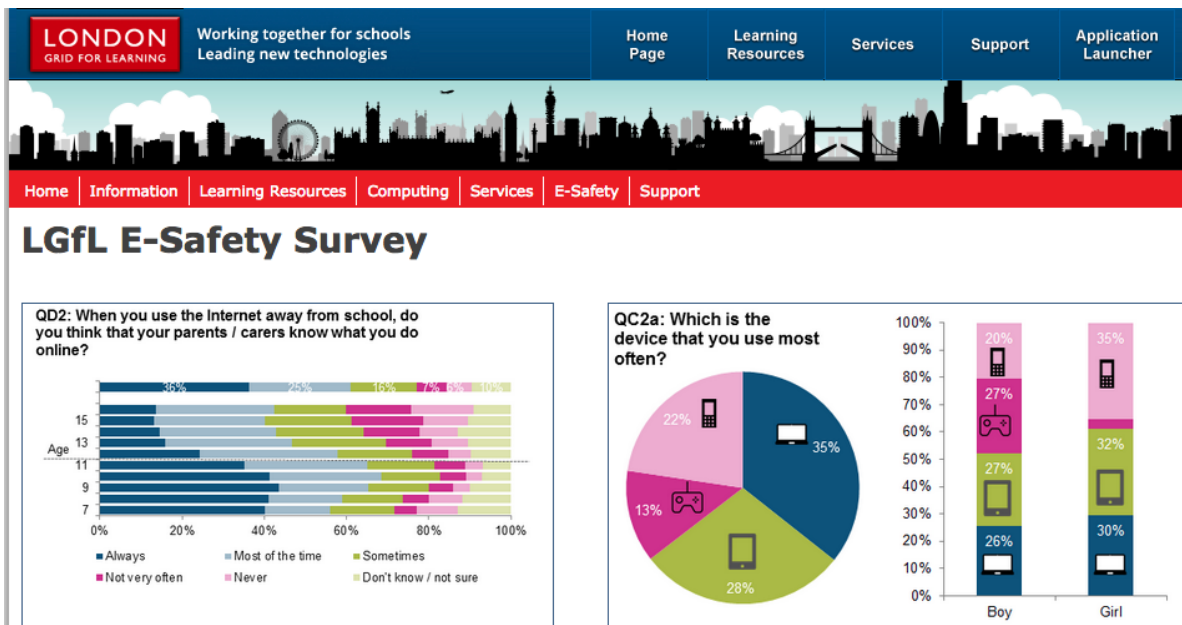 LONDON
GRID FOR LEARNING
Working together for schools
Leading new technologies
Home
Page
Learning
Resources
Services
Support
Application
Launcher
Home
Information
Learning Resources
Computing
Services
E-Safety
Support
LGfL E-Safety Survey
QD2: When you use the Internet away from school, do
you think that your parents / carers know what you do
online?
36% 25% 16% 7% 6% 10%
15
Age 13
11
9
7
0% 20% 40% 60% 80% 100%
Always Most of the time Sometimes
Not very often Never Don't know / not sure
QC2a: Which is the
device that you use most
often?
22%
35%
13%
28%
100%
90%
80%
70%
60%
50%
40%
30%
20%
10%
0%
20%
27%
27%
26%
35%
32%
30%
Boy Girl